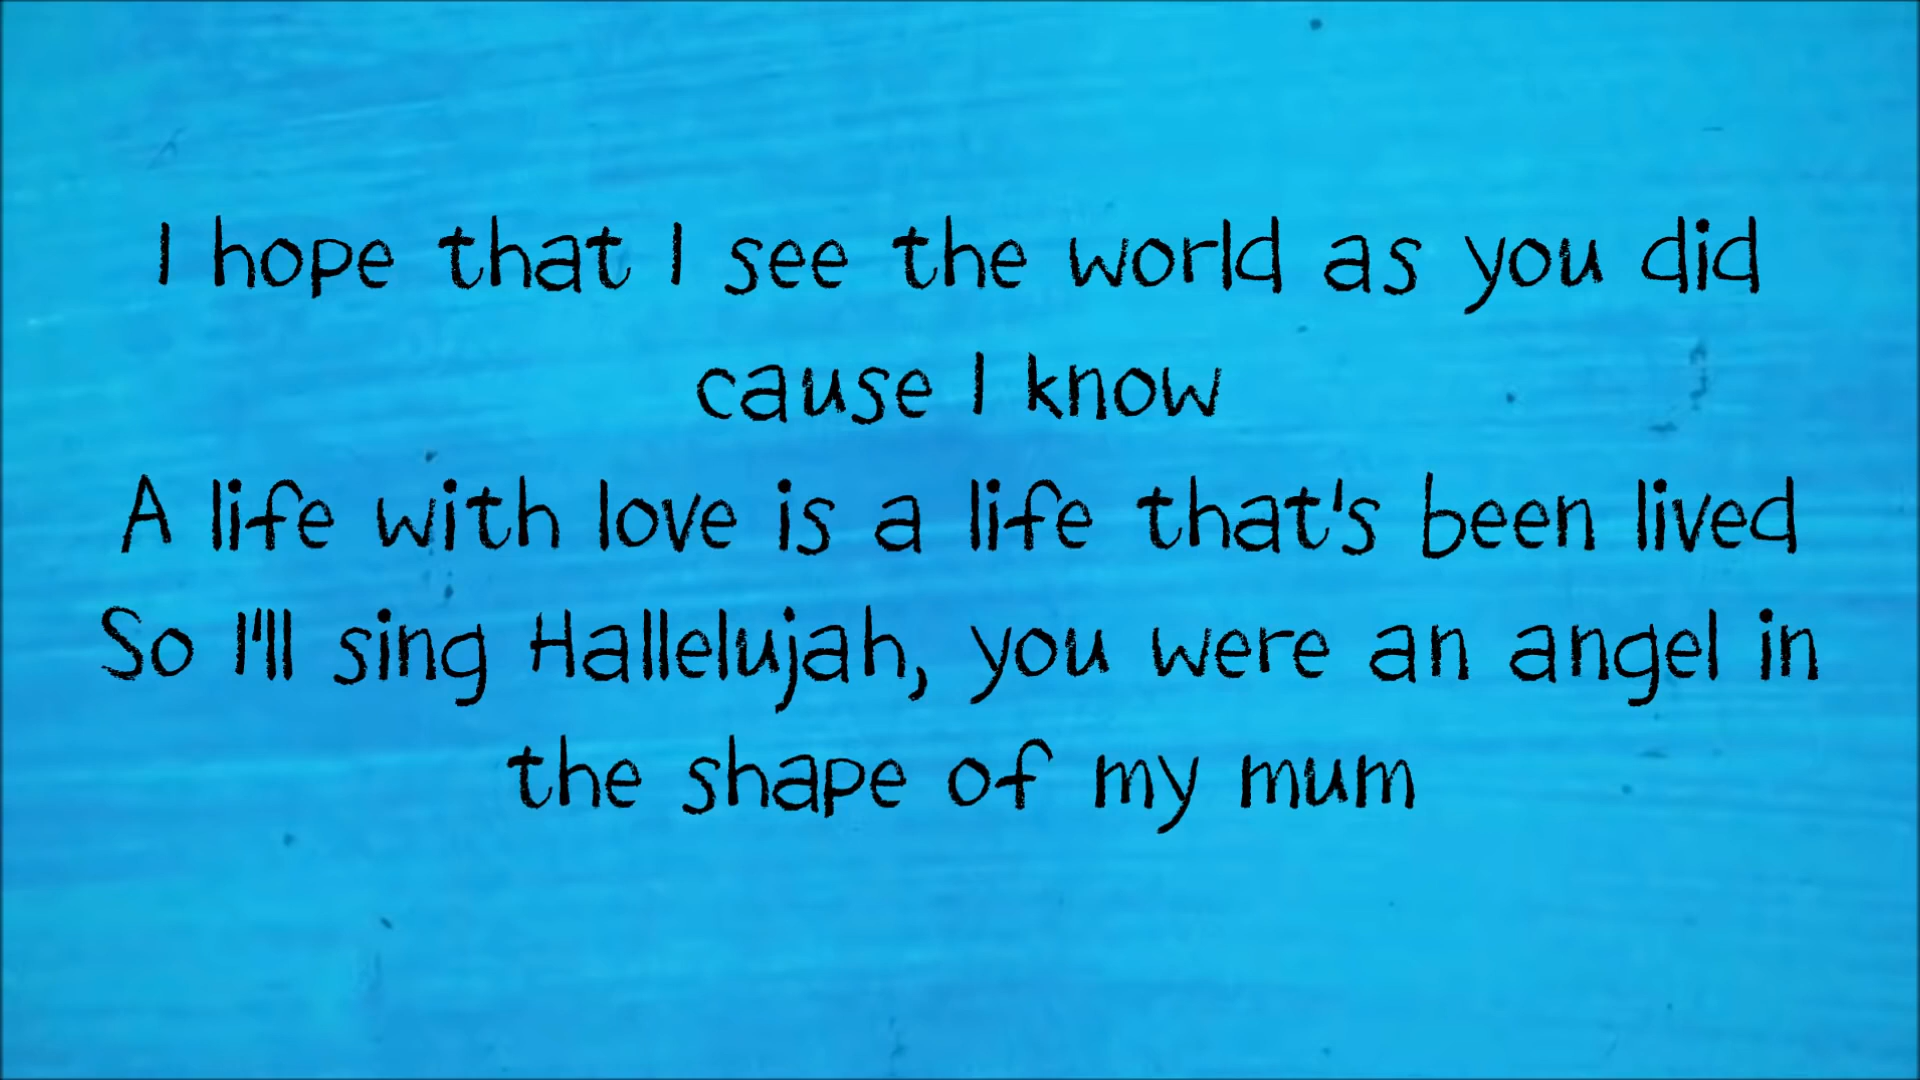 I hope that I see the world as you did
cause I know
A life with love is a life that's been lived
So I'll sing Hallelujah, you were an angel in
the shape of my mum